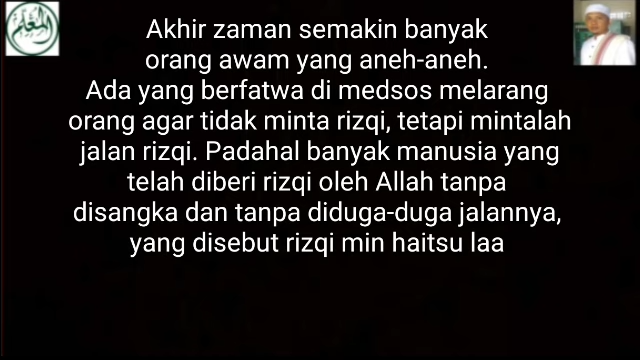 المعلم
Akhir zaman semakin banyak
orang awam yang aneh-aneh.
Ada yang berfatwa di medsos melarang
orang agar tidak minta rizqi, tetapi mintalah
jalan rizqi. Padahal banyak manusia yang
telah diberi rizqi oleh Allah tanpa
disangka dan tanpa diduga-duga jalannya,
yang disebut rizqi min haitsu laa